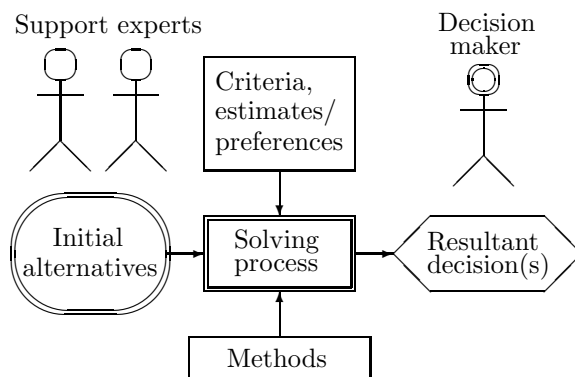 Support experts
Decision
maker
Criteria,
estimates/
preferences
Initial
alternatives
Solving
process
Resultant
decision(s)
Methods